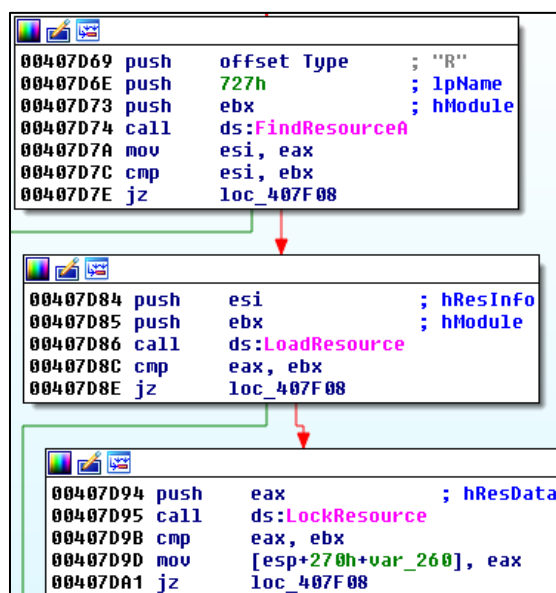 00407D69 push offset Type ; "R"
00407D6E push 727h ; lpName
00407D73 push ebx ; hModule
00407D74 call ds:FindResourceA
00407D7A mov esi, eax
00407D7C cmp esi, ebx
00407D7E jz loc_407F08
00407D84 push esi ; hResInfo
00407D85 push ebx ; hModule
00407D86 call ds:LoadResource
00407D8C cmp eax, ebx
00407D8E jz loc_407F08
00407D94 push eax ; hResData
00407D95 call ds:LockResource
00407D9B cmp eax, ebx
00407D9D mov [esp+270h+var_260], eax
00407DA1 jz loc_407F08